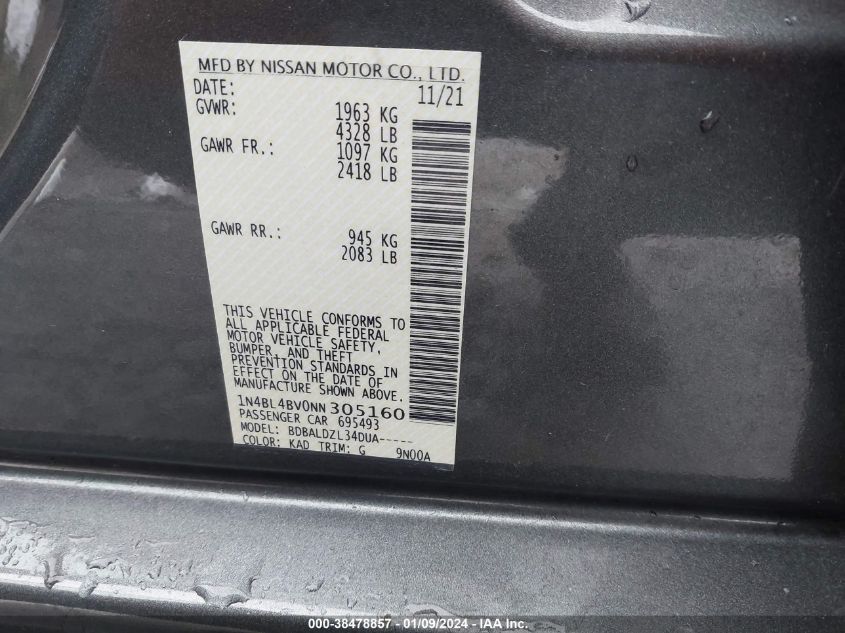 MFD BY NISSAN MOTOR CO., LTD.
DATE: 11/21
GVWR: 1963 KG
4328 LB
GAWR FR.: 1097 KG
2418 LB
GAWR RR.: 945 KG
2083 LB
THIS VEHICLE CONFORMS TO
ALL APPLICABLE FEDERAL
MOTOR VEHICLE SAFETY,
BUMPER, AND THEFT
PREVENTION STANDARDS IN
EFFECT ON THE DATE OF
MANUFACTURE SHOWN ABOVE.
1N4BL4BV0NN305160
PASSENGER CAR 695493
MODEL: BDBALDZL34DUA-----
COLOR: KAD TRIM: G 9N00A
000-38478857 - 01/09/2024 - IAA Inc.